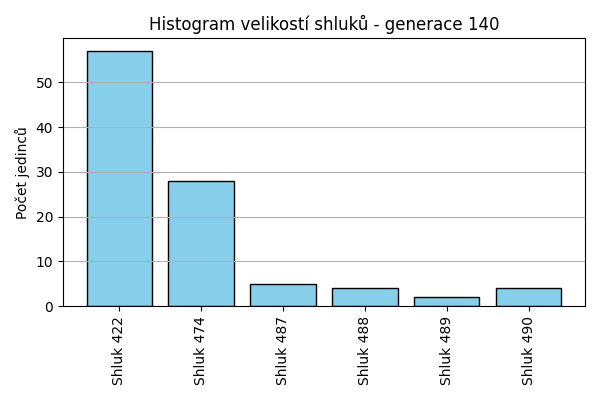 Histogram velikostí shluků - generace 140
Počet jedinců
50
40
30
20
10
0
Shluk 422
Shluk 474
Shluk 487
Shluk 488
Shluk 489
Shluk 490